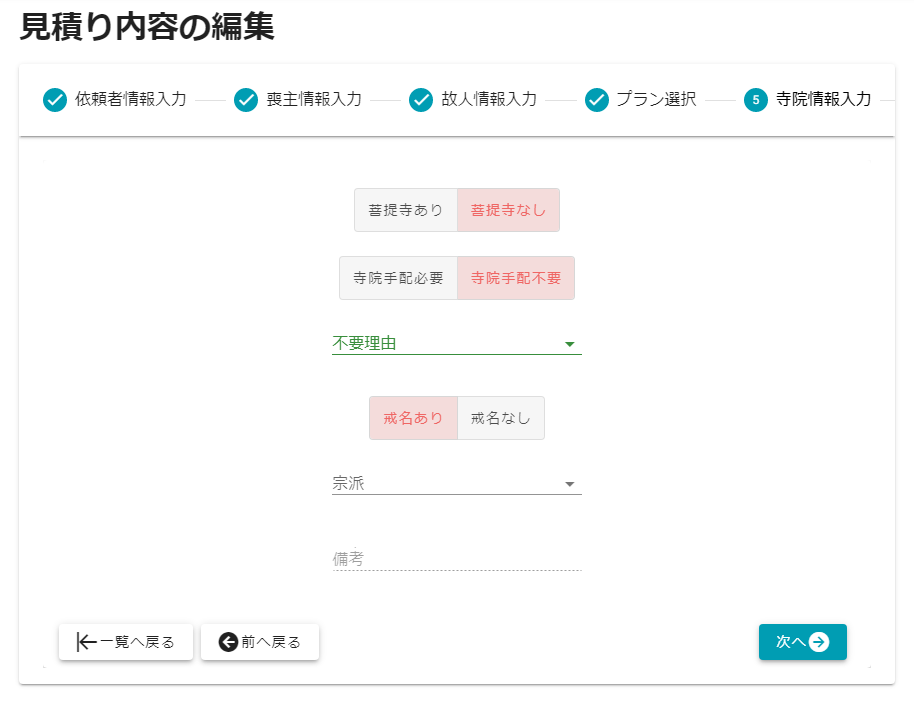 見積り内容の編集
依頼者情報入力 喪主情報入力 故人情報入力 プラン選択 5 寺院情報入力
菩提寺あり 菩提寺なし
寺院手配必要 寺院手配不要
不要理由
戒名あり 戒名なし
宗派
備考
一覧へ戻る 前へ戻る 次へ